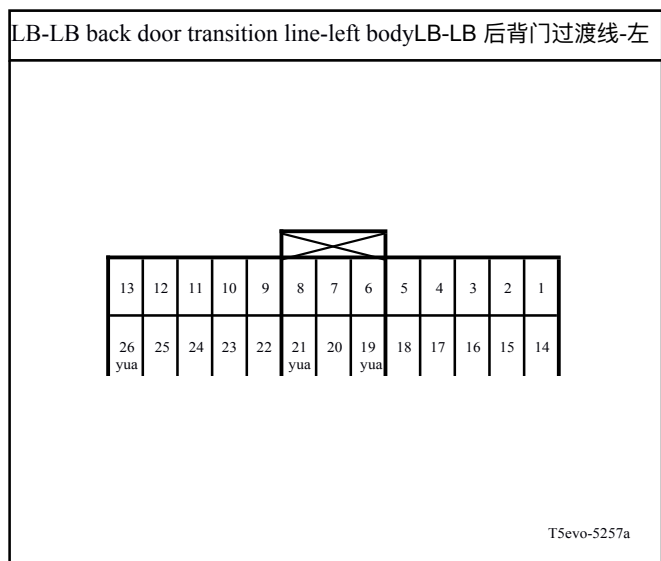 LB-LB back door transition line-left bodyLB-LB 后背门过渡线-左
13 12 11 10 9 8 7 6 5 4 3 2 1
26 25 24 23 22 21 20 19 18 17 16 15 14
yua yua yua
T5evo-5257a